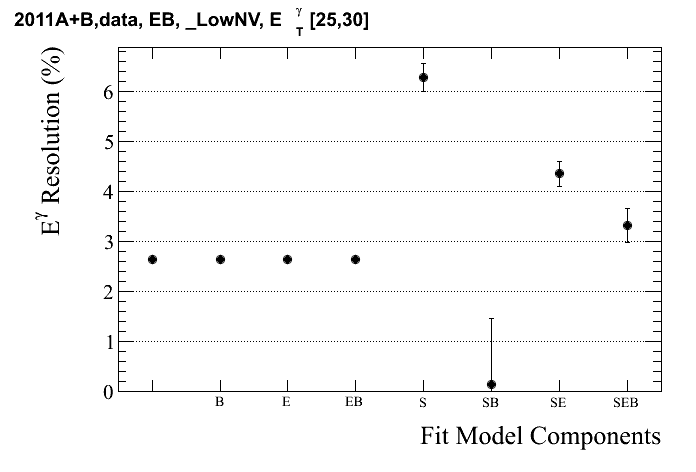 2011A+B,data, EB, _LowNV, E γ T [25,30]
Eγ Resolution (%)
6
5
4
3
2
1
0
B E EB S SB SE SEB
Fit Model Components